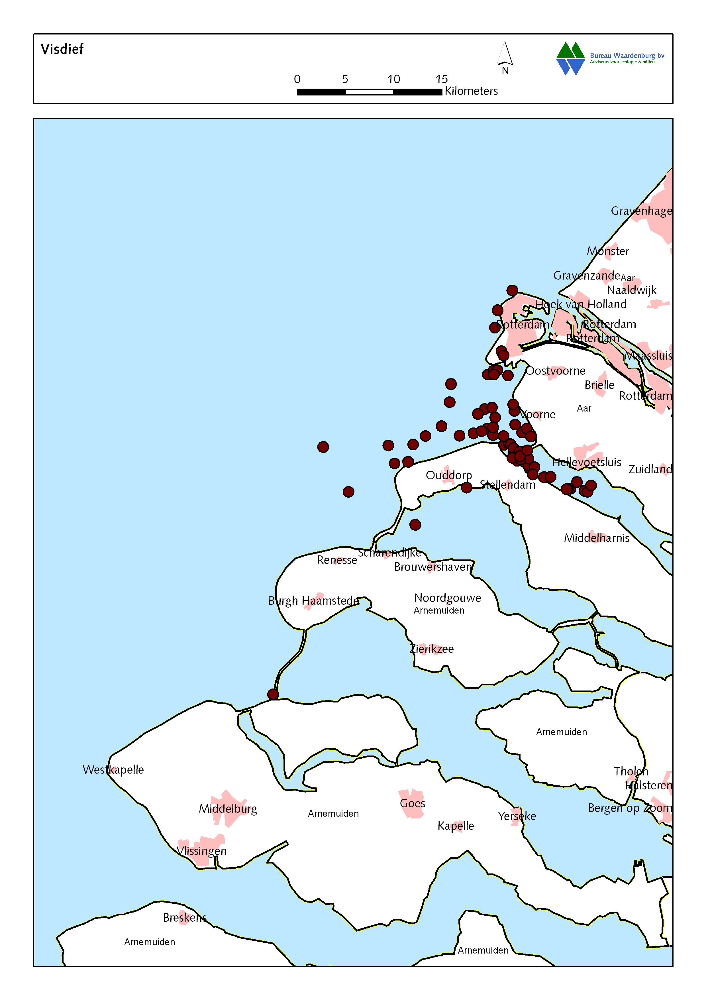 Visdief
N
Bureau Waardenburg bv
Adviseurs voor ecologie & milieu
0 5 10 15
Kilometers
Gravenhage
Monster
Gravenzande
Aar
Naaldwijk
Hoek van Holland
Rotterdam
Rotterdam
Rotterdam
Maassluis
Oostvoorne
Brielle
Rotterdam
Aar
Voorne
Hellevoetsluis
Zuidland
Ouddorp
Stellendam
Middelharnis
Scharendijke
Renesse
Brouwershaven
Burgh Haamstede
Noordgouwe
Arnemuiden
Zierikzee
Arnemuiden
Westkapelle
Tholen
Halsteren
Goes
Bergen op Zoom
Middelburg
Arnemuiden
Yerseke
Kapelle
Vlissingen
Breskens
Arnemuiden
Arnemuiden